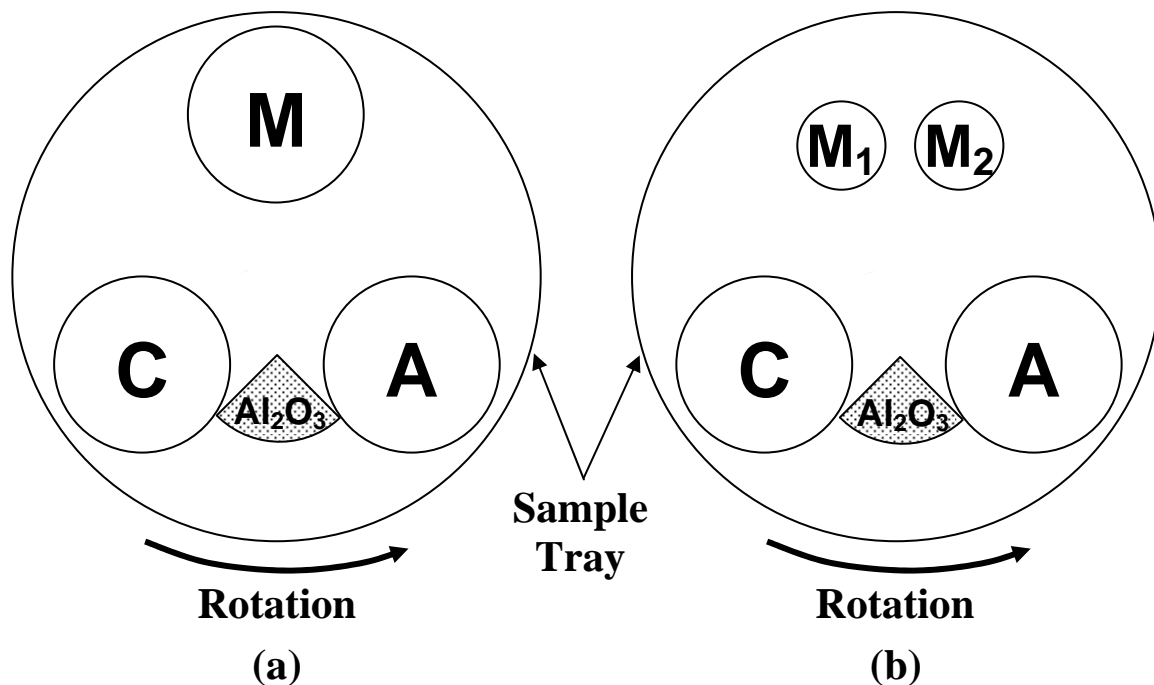 M
M₁ M₂
C
Al₂O₃
A
C
Al₂O₃
A
Sample
Tray
Rotation
Rotation
(a)
(b)